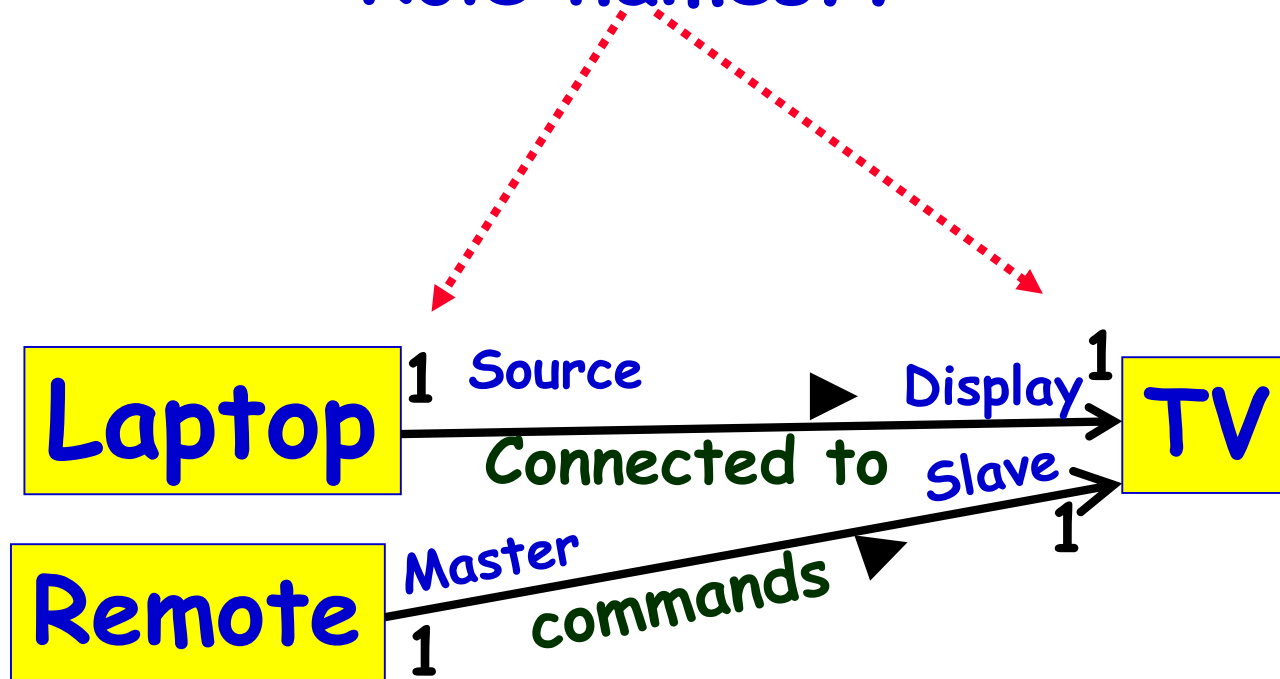 1 Source
1
Laptop
Display
TV
Connected to
Slave
1
Master
Remote
commands
1